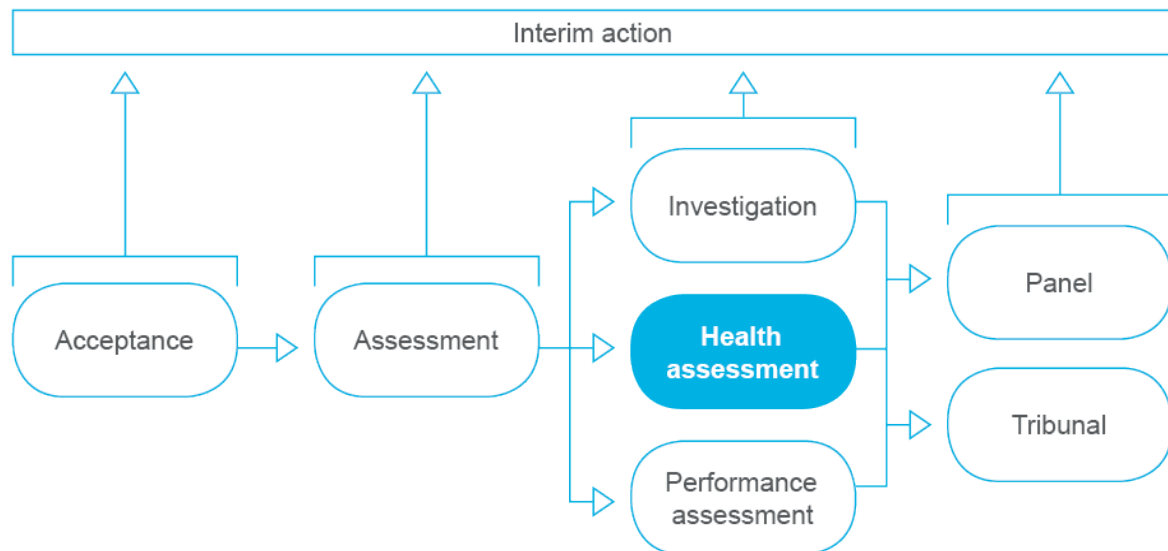 Interim action
Acceptance
Assessment
Investigation
Health
assessment
Performance
assessment
Panel
Tribunal